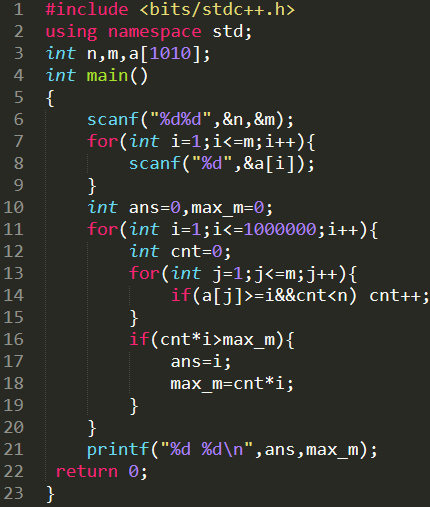 1 #include <bits/stdc++.h>
2 using namespace std;
3 int n,m,a[1010];
4 int main()
5 {
6     scanf("%d%d",&n,&m);
7     for(int i=1;i<=m;i++){
8         scanf("%d",&a[i]);
9     }
10     int ans=0,max_m=0;
11     for(int i=1;i<=1000000;i++){
12         int cnt=0;
13         for(int j=1;j<=m;j++){
14             if(a[j]>=i&&cnt<n) cnt++;
15         }
16         if(cnt*i>max_m){
17             ans=i;
18             max_m=cnt*i;
19         }
20     }
21     printf("%d %d\n",ans,max_m);
22  return 0;
23 }